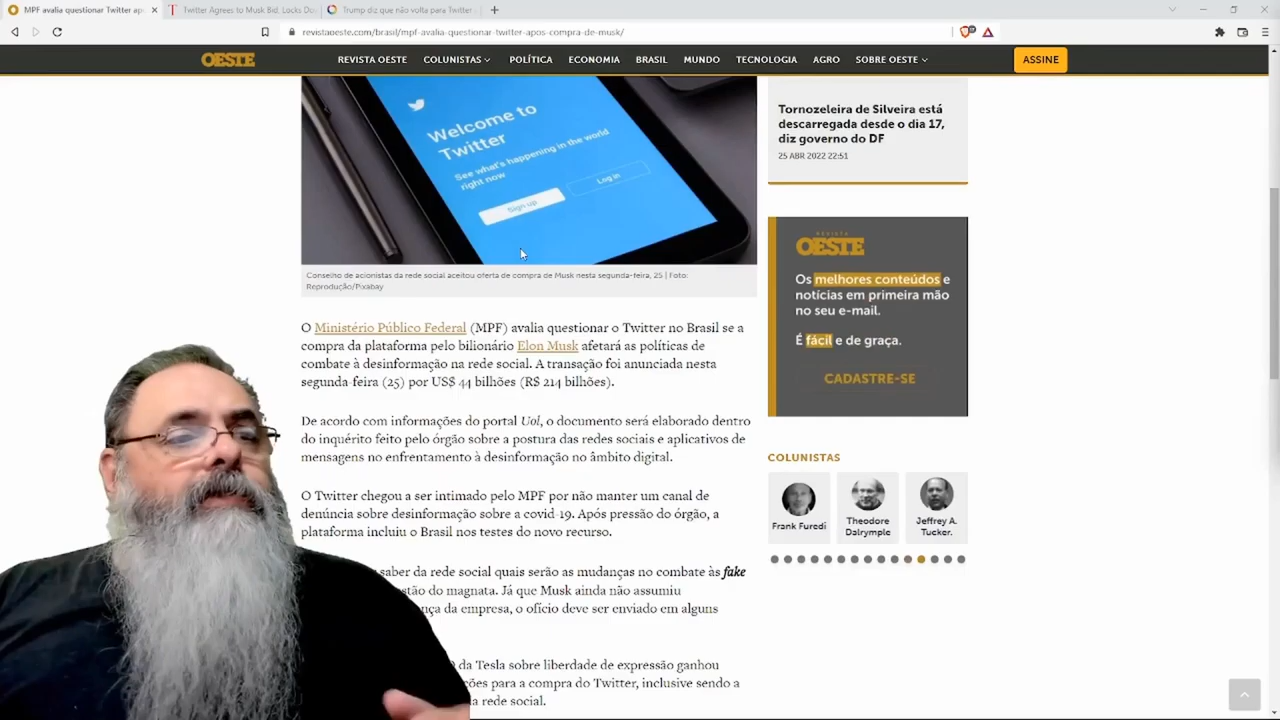 MPF avalia questionar Twitter ap
Twitter Agrees to Musk Bid, Locks Do
Trump diz que não volta para Twitter
revistaoeste.com/brasil/mpf-avalia-questionar-twitter-apos-compra-de-musk/
OESTE
REVISTA OESTE COLUNISTAS POLÍTICA ECONOMIA BRASIL MUNDO TECNOLOGIA AGRO SOBRE OESTE ASSINE
Welcome to
Twitter
See what's happening in the world
right now
Sign up
Log in
Conselho de acionistas da rede social aceitou oferta de compra de Musk nesta segunda-feira, 25 | Foto:
Reprodução/Pixabay
O Ministério Público Federal (MPF) avalia questionar o Twitter no Brasil se a
compra da plataforma pelo bilionário Elon Musk afetará as políticas de
combate à desinformação na rede social. A transação foi anunciada nesta
segunda-feira (25) por US$ 44 bilhões (R$ 214 bilhões).
De acordo com informações do portal Uol, o documento será elaborado dentro
do inquérito feito pelo órgão sobre a postura das redes sociais e aplicativos de
mensagens no enfrentamento à desinformação no âmbito digital.
O Twitter chegou a ser intimado pelo MPF por não manter um canal de
denúncia sobre desinformação sobre a covid-19. Após pressão do órgão, a
plataforma incluiu o Brasil nos testes do novo recurso.
saber da rede social quais serão as mudanças no combate às fake
stão do magnata. Já que Musk ainda não assumiu
nça da empresa, o ofício deve ser enviado em alguns
da Tesla sobre liberdade de expressão ganhou
ções para a compra do Twitter, inclusive sendo a
a rede social.
Tornozeleira de Silveira está
descarregada desde o dia 17,
diz governo do DF
25 ABR 2022 22:51
REVISTA
OESTE
Os melhores conteúdos e
notícias em primeira mão
no seu e-mail.
É fácil e de graça.
CADASTRE-SE
COLUNISTAS
Frank Furedi
Theodore
Dalrymple
Jeffrey A.
Tucker.